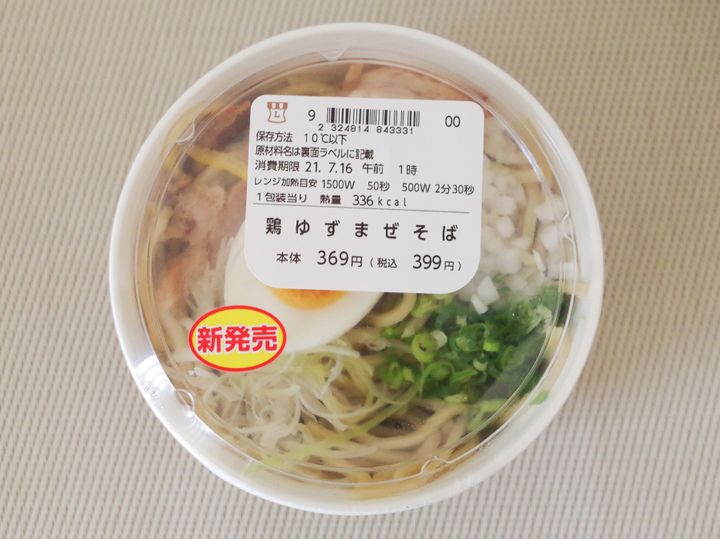 L
9 00
2 324814 843331
保存方法 10℃以下
原材料名は裏面ラベルに記載
消費期限 21. 7.16 午前 1時
レンジ加熱目安 1500W 50秒 500W 2分30秒
1包装当り 熱量 336kcal
鶏ゆずまぜそば
本体 369円(税込 399円)
新発売